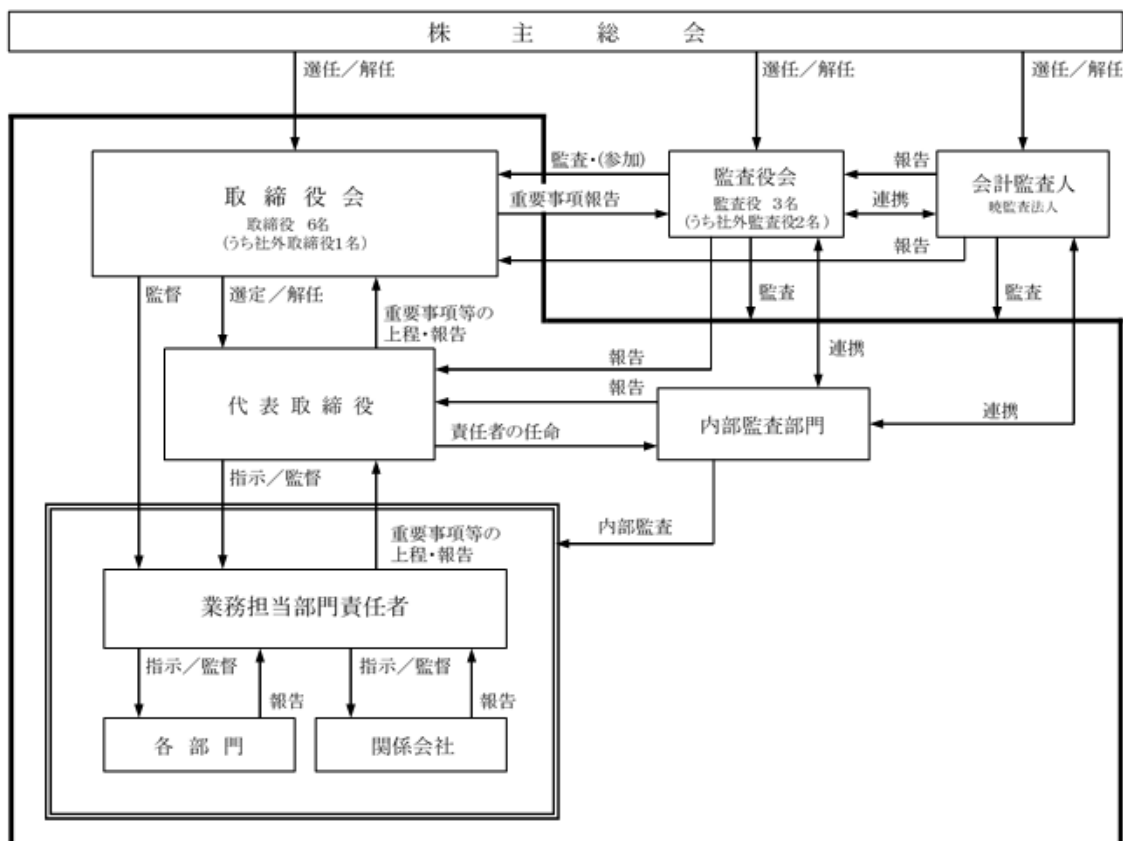 株主総会
選任／解任
選任／解任
選任／解任
取締役会
取締役 6名
(うち社外取締役1名)
監査・(参加)
重要事項報告
監査役会
監査役 3名
(うち社外監査役2名)
報告
連携
会計監査人
暁監査法人
報告
監督
選定／解任
重要事項等の
上程・報告
監査
監査
報告
連携
代表取締役
報告
責任者の任命
内部監査部門
連携
指示／監督
重要事項等の
上程・報告
内部監査
業務担当部門責任者
指示／監督
報告
指示／監督
報告
各部門
関係会社